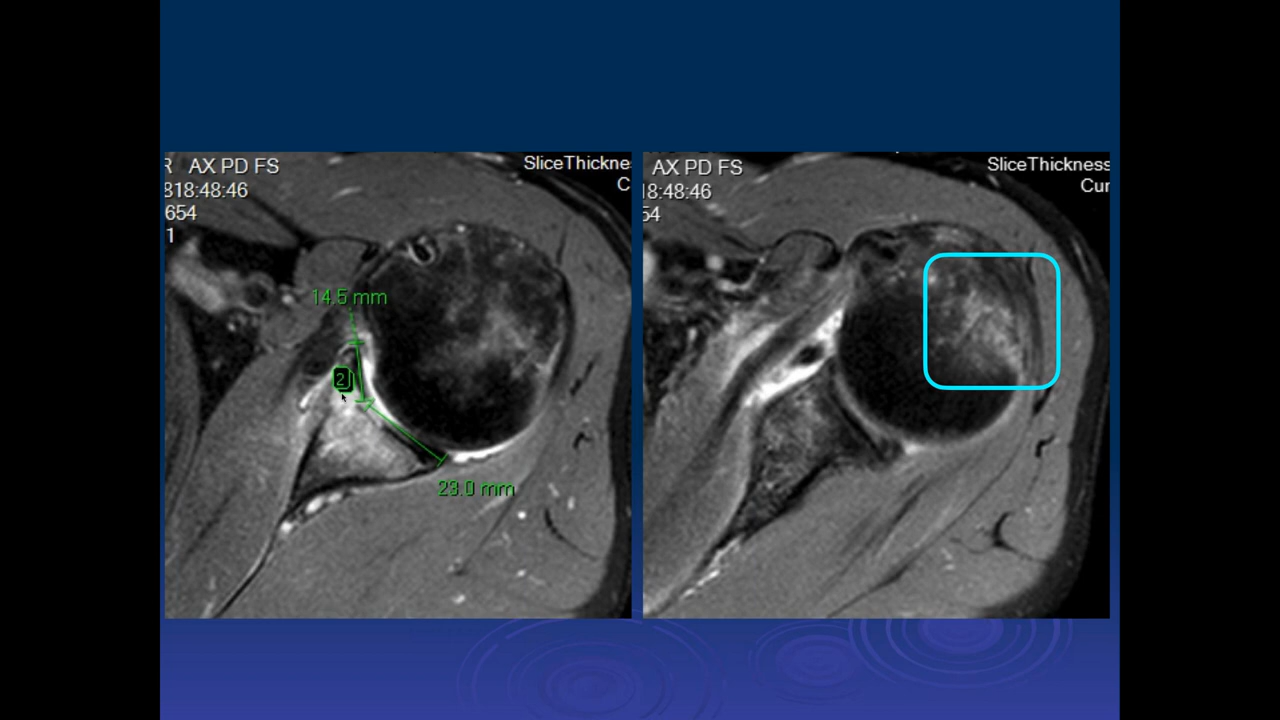 R AX PD FS
SliceThickne
818:48:46
C
654
1
14.5 mm
2
23.0 mm
AX PD FS
SliceThickness
18:48:46
Cur
54